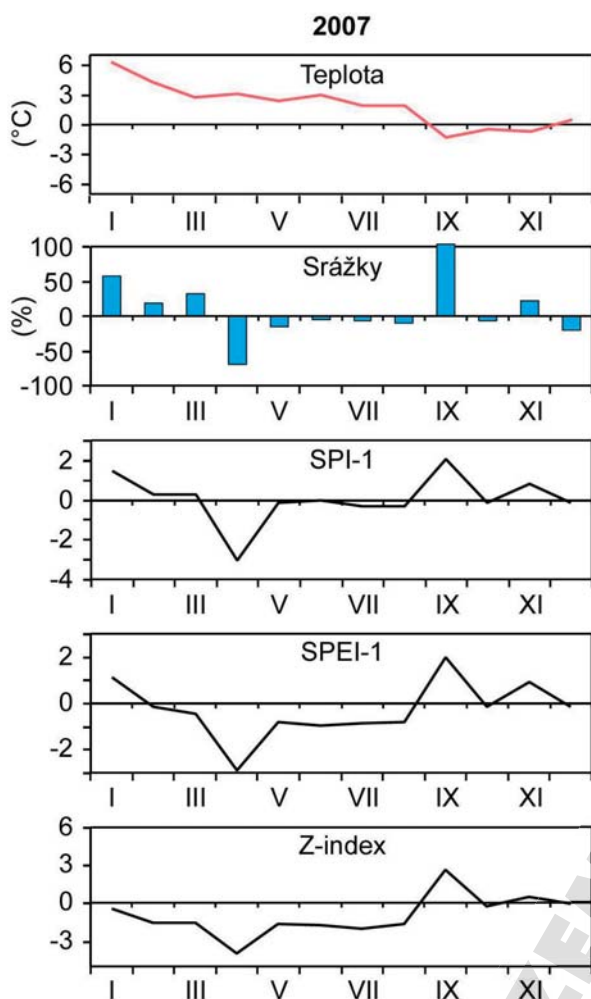 2007
Teplota
(°C)
6
3
0
-3
-6
I III V VII IX XI
Srážky
(%)
100
50
0
-50
-100
I III V VII IX XI
SPI-1
2
0
-2
-4
I III V VII IX XI
SPEI-1
2
0
-2
I III V VII IX XI
Z-index
6
3
0
-3
I III V VII IX XI